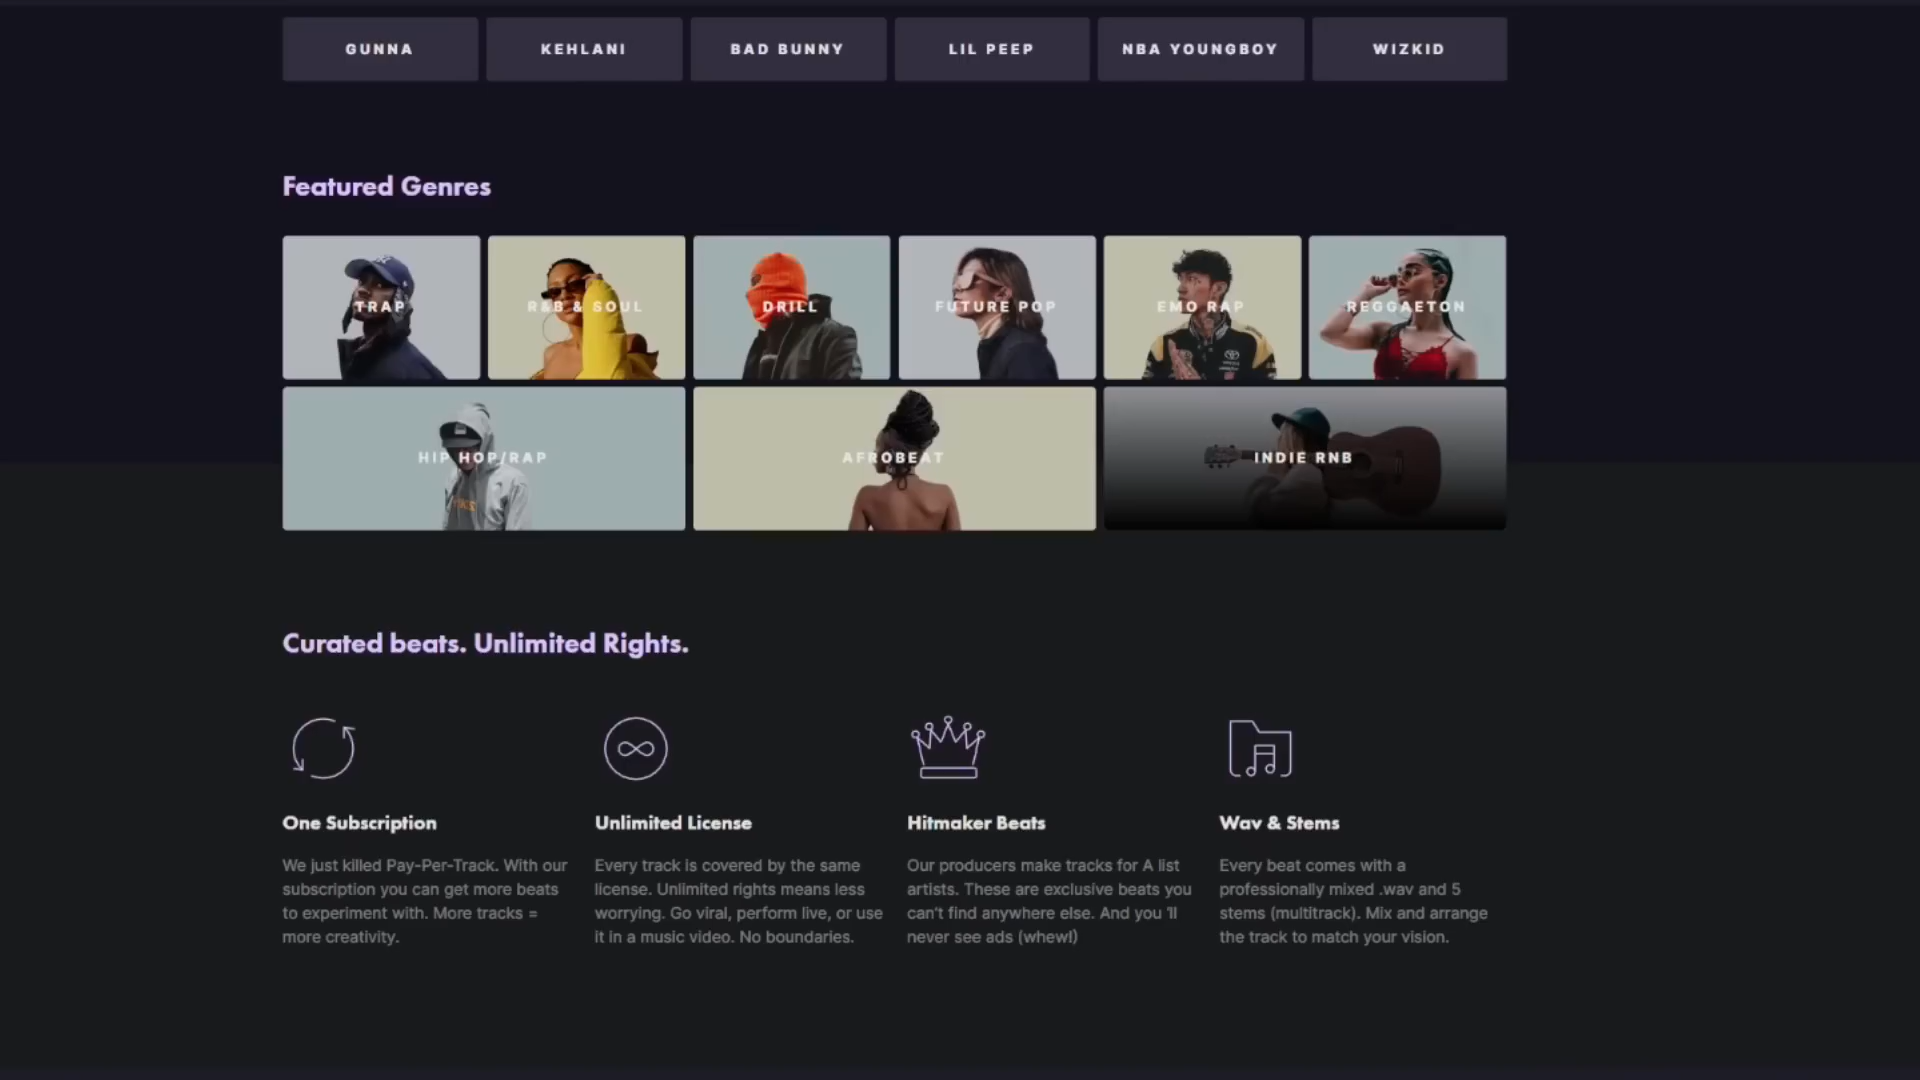 GUNNA
KEHLANI
BAD BUNNY
LIL PEEP
NBA YOUNGBOY
WIZKID
Featured Genres
TRAP
R&B & SOUL
DRILL
FUTURE POP
EMO RAP
REGGAETON
HIP HOP/RAP
AFROBEAT
INDIE RNB
Curated beats. Unlimited Rights.
One Subscription
We just killed Pay-Per-Track. With our
subscription you can get more beats
to experiment with. More tracks =
more creativity.
Unlimited License
Every track is covered by the same
license. Unlimited rights means less
worrying. Go viral, perform live, or use
it in a music video. No boundaries.
Hitmaker Beats
Our producers make tracks for A list
artists. These are exclusive beats you
can't find anywhere else. And you 'll
never see ads (whew!)
Wav & Stems
Every beat comes with a
professionally mixed .wav and 5
stems (multitrack). Mix and arrange
the track to match your vision.